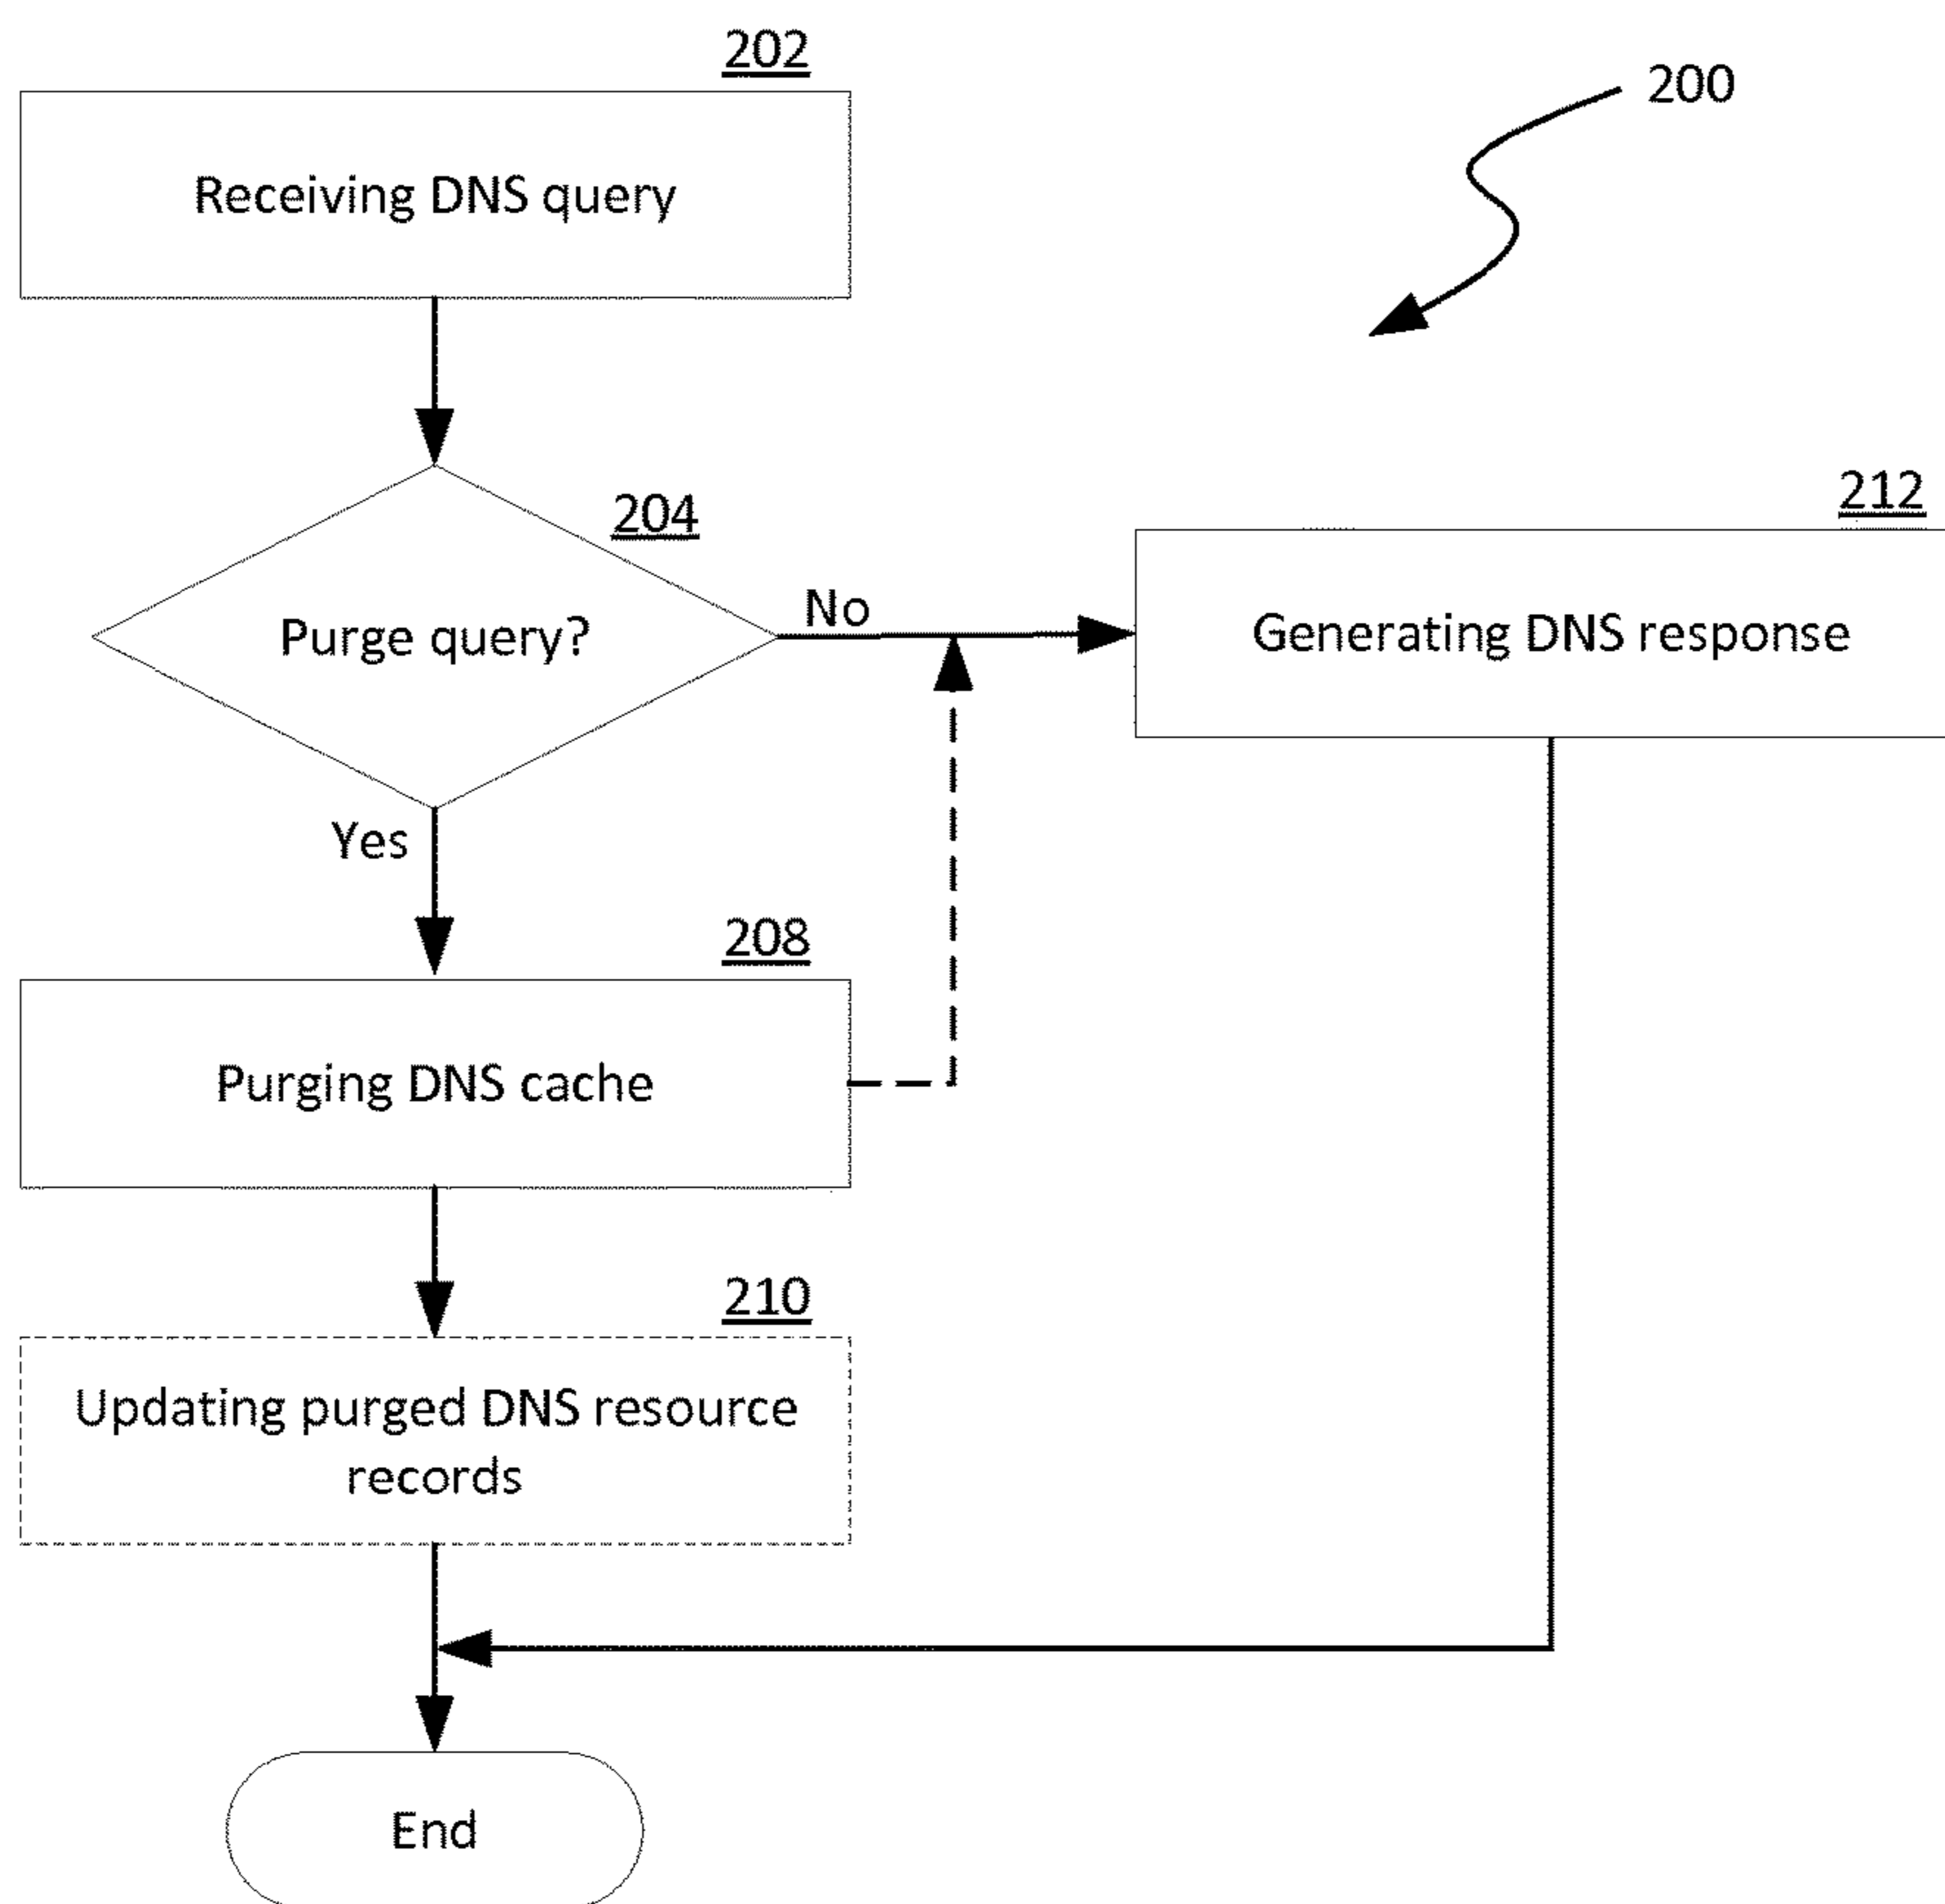 202
200
Receiving DNS query
204
Purge query?
No
212
Generating DNS response
Yes
208
Purging DNS cache
210
Updating purged DNS resource
records
End